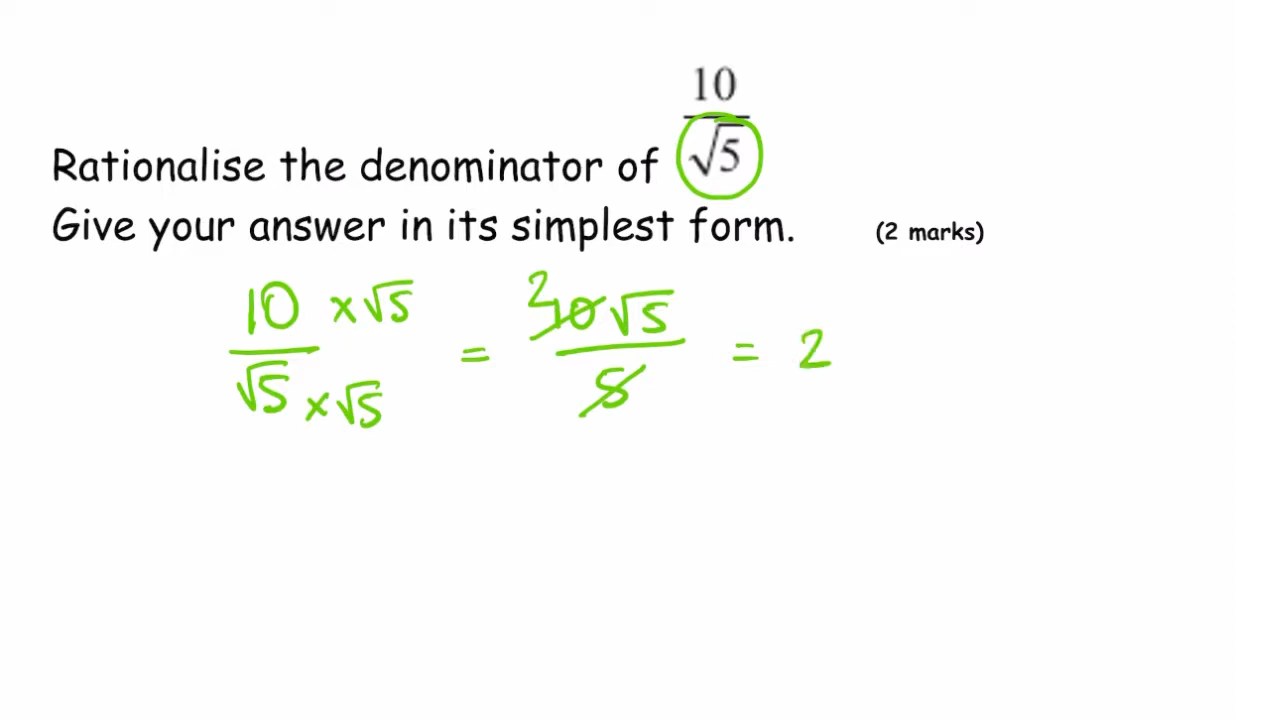 10
√5
Rationalise the denominator of
Give your answer in its simplest form. (2 marks)
10 x √5 = 2 10 √5 = 2
√5 x √5 5